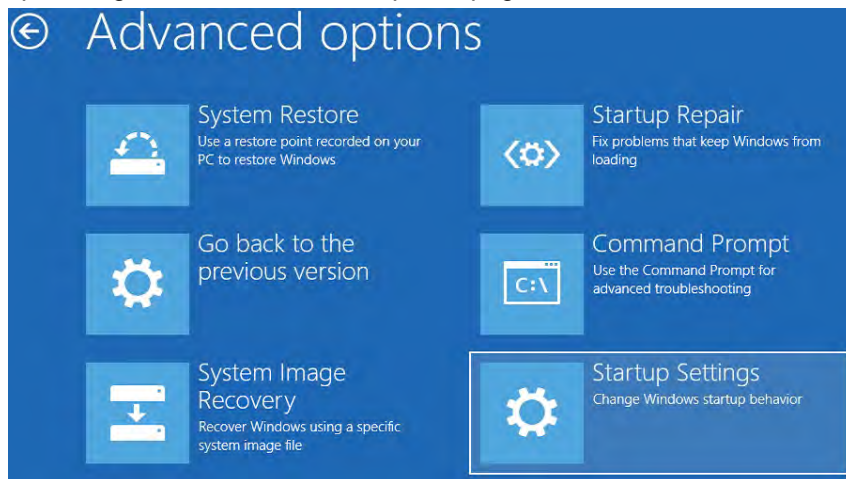 Advanced options
System Restore
Use a restore point recorded on your
PC to restore Windows
Startup Repair
Fix problems that keep Windows from
loading
Go back to the
previous version
Command Prompt
Use the Command Prompt for
advanced troubleshooting
C:\
System Image
Recovery
Recover Windows using a specific
system image file
Startup Settings
Change Windows startup behavior